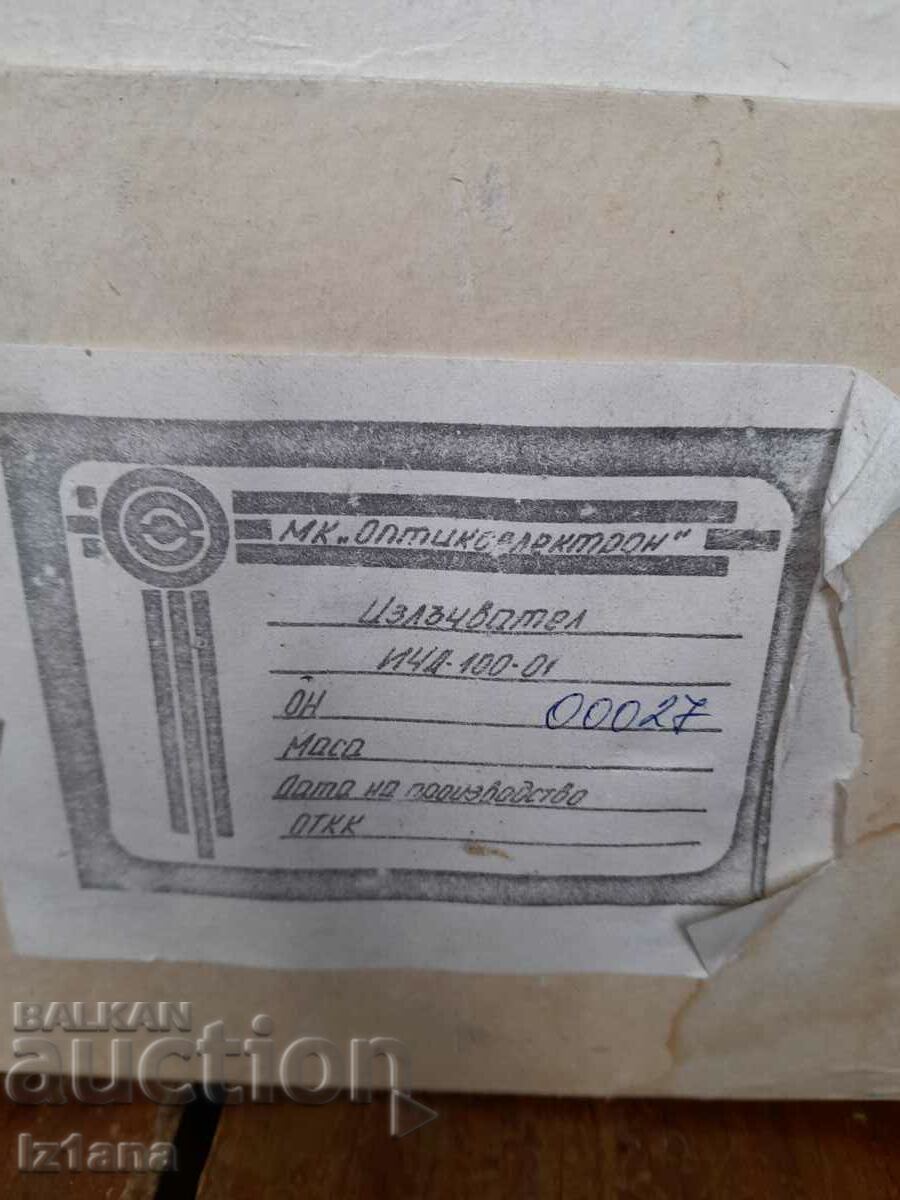 МК „Оптикоелектрон"
Излъчвател
ИЧД-100-01
ОН 00027
Маса
Дата на производство
ОТКК
BALKAN
auction
Iz1ana